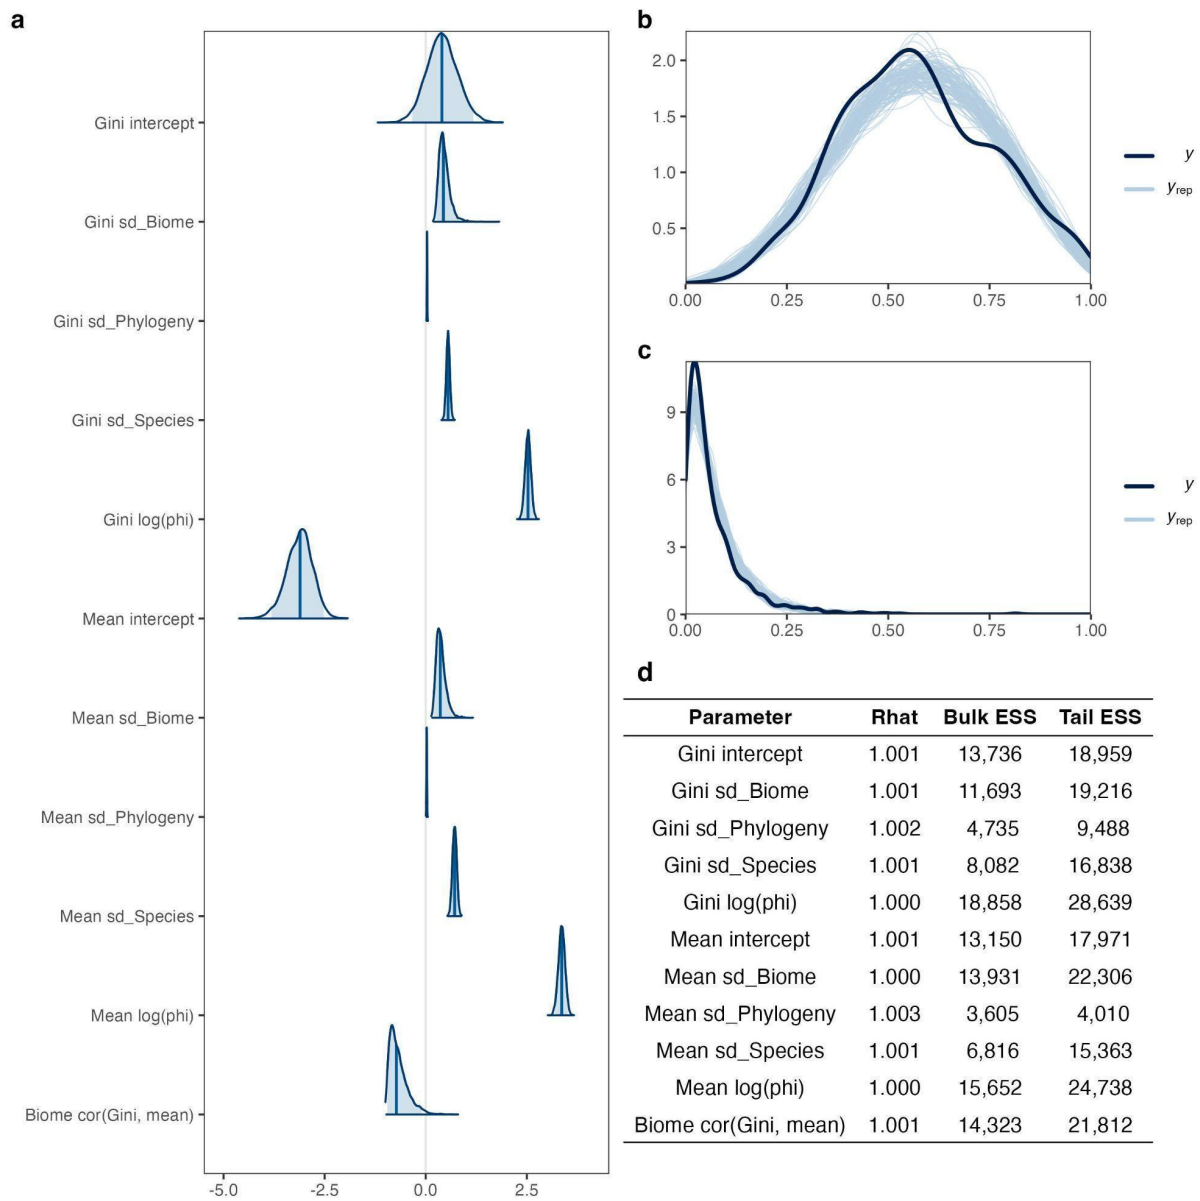 a
Gini intercept
Gini sd_Biome
Gini sd_Phylogeny
Gini sd_Species
Gini log(phi)
Mean intercept
Mean sd_Biome
Mean sd_Phylogeny
Mean sd_Species
Mean log(phi)
Biome cor(Gini, mean)
-5.0 -2.5 0.0 2.5
b
2.0
1.5
1.0
0.5
0.00 0.25 0.50 0.75 1.00
y
yrep
c
9
6
3
0
0.00 0.25 0.50 0.75 1.00
y
yrep
d
Parameter Rhat Bulk ESS Tail ESS
Gini intercept 1.001 13,736 18,959
Gini sd_Biome 1.001 11,693 19,216
Gini sd_Phylogeny 1.002 4,735 9,488
Gini sd_Species 1.001 8,082 16,838
Gini log(phi) 1.000 18,858 28,639
Mean intercept 1.001 13,150 17,971
Mean sd_Biome 1.000 13,931 22,306
Mean sd_Phylogeny 1.003 3,605 4,010
Mean sd_Species 1.001 6,816 15,363
Mean log(phi) 1.000 15,652 24,738
Biome cor(Gini, mean) 1.001 14,323 21,812